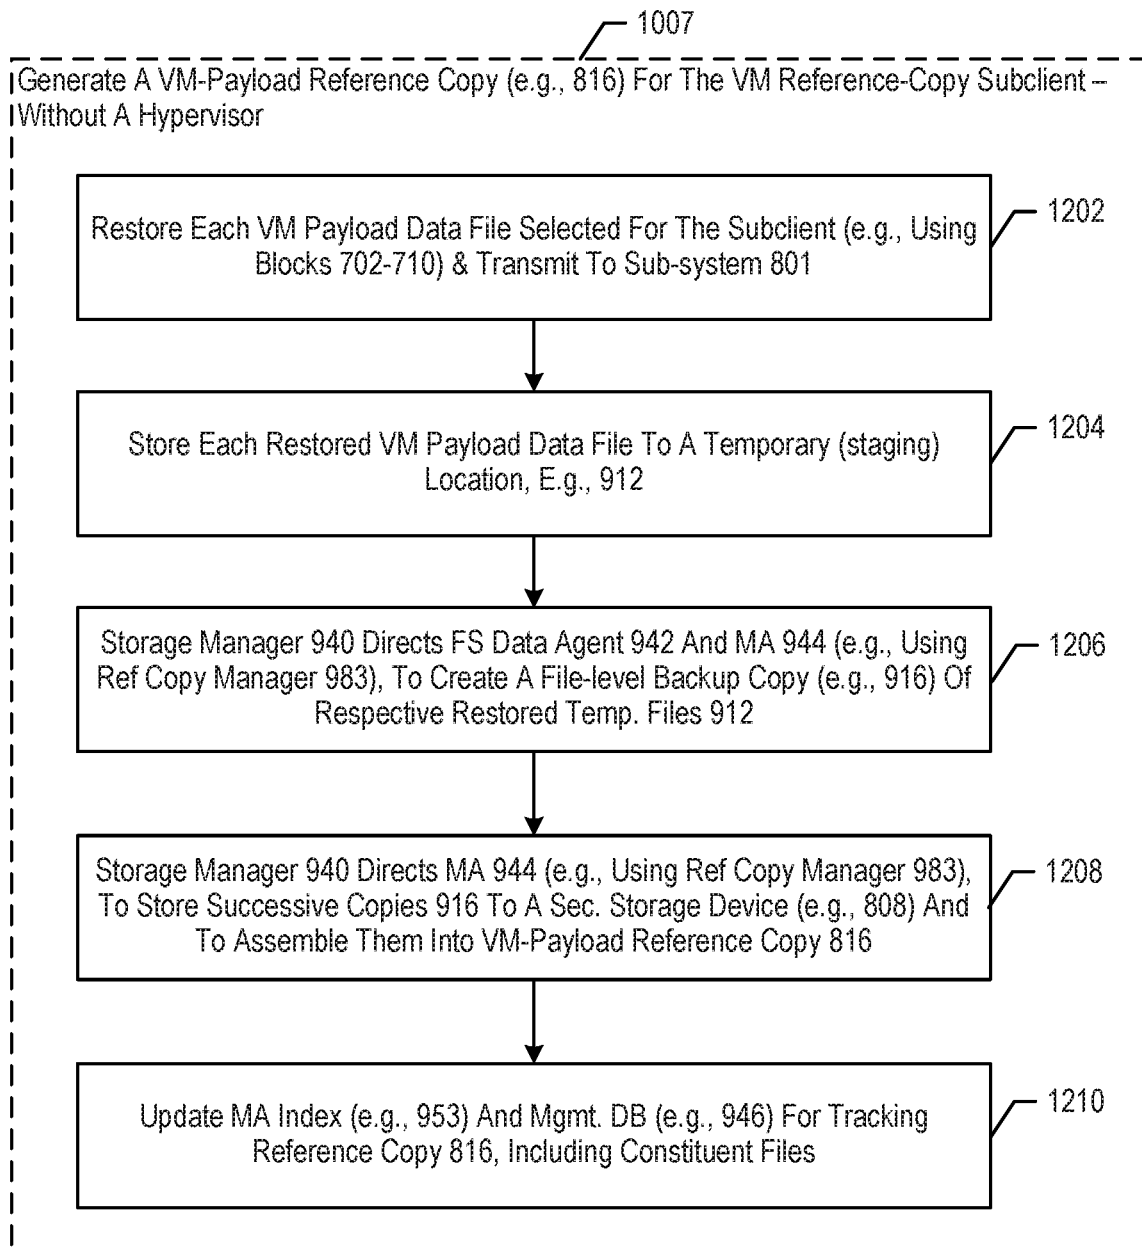 1007
Generate A VM-Payload Reference Copy (e.g., 816) For The VM Reference-Copy Subclient –
Without A Hypervisor
1202
Restore Each VM Payload Data File Selected For The Subclient (e.g., Using
Blocks 702-710) & Transmit To Sub-system 801
1204
Store Each Restored VM Payload Data File To A Temporary (staging)
Location, E.g., 912
1206
Storage Manager 940 Directs FS Data Agent 942 And MA 944 (e.g., Using
Ref Copy Manager 983), To Create A File-level Backup Copy (e.g., 916) Of
Respective Restored Temp. Files 912
1208
Storage Manager 940 Directs MA 944 (e.g., Using Ref Copy Manager 983),
To Store Successive Copies 916 To A Sec. Storage Device (e.g., 808) And
To Assemble Them Into VM-Payload Reference Copy 816
1210
Update MA Index (e.g., 953) And Mgmt. DB (e.g., 946) For Tracking
Reference Copy 816, Including Constituent Files